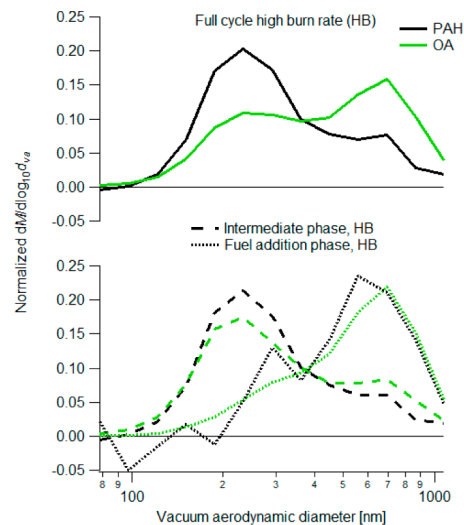 Full cycle high burn rate (HB)
PAH
OA
0.25
0.20
0.15
0.10
0.05
0.00
-0.05
Normalized dM/dlog10dva
Intermediate phase, HB
Fuel addition phase, HB
0.25
0.20
0.15
0.10
0.05
0.00
-0.05
8 9 2 3 4 5 6 7 8 9
100 1000
Vacuum aerodynamic diameter [nm]